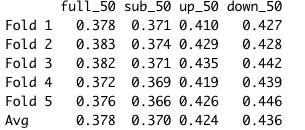 full_50 sub_50 up_50 down_50
Fold 1 0.378 0.371 0.410 0.427
Fold 2 0.383 0.374 0.429 0.428
Fold 3 0.382 0.371 0.435 0.442
Fold 4 0.372 0.369 0.419 0.439
Fold 5 0.376 0.366 0.426 0.446
Avg 0.378 0.370 0.424 0.436